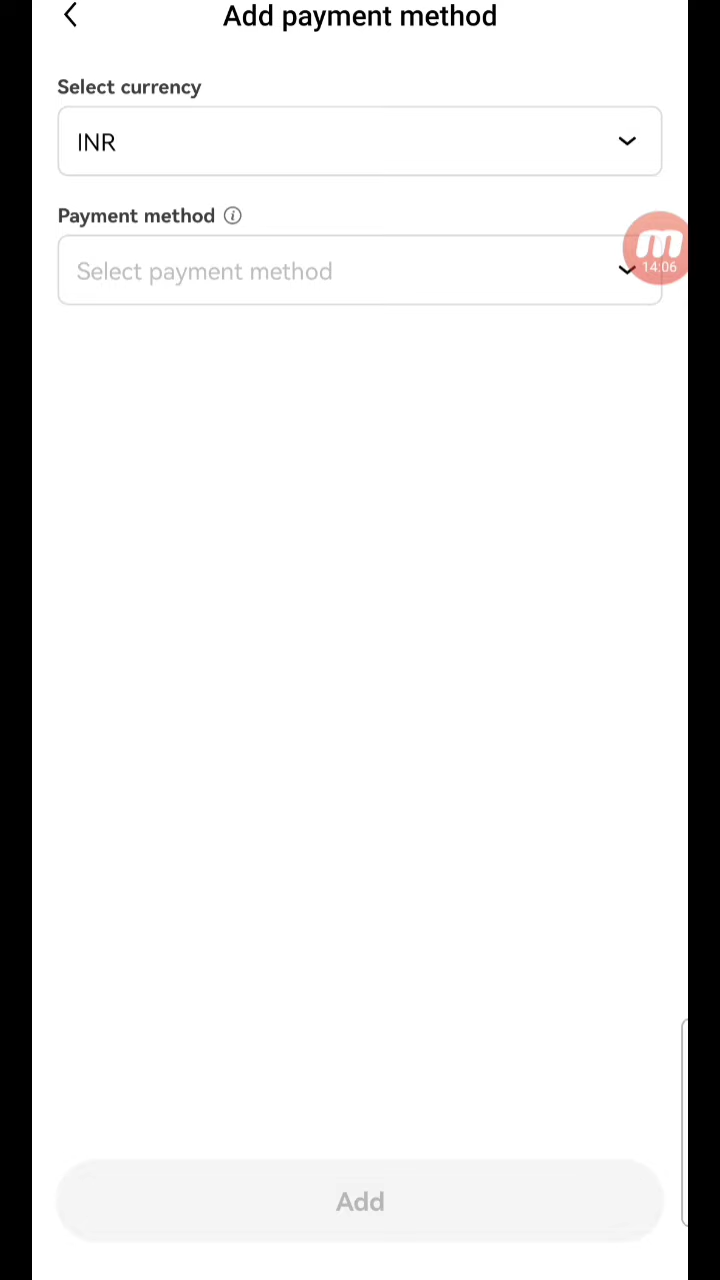 Add payment method
Select currency
INR
Payment method
Select payment method
14:06
Add